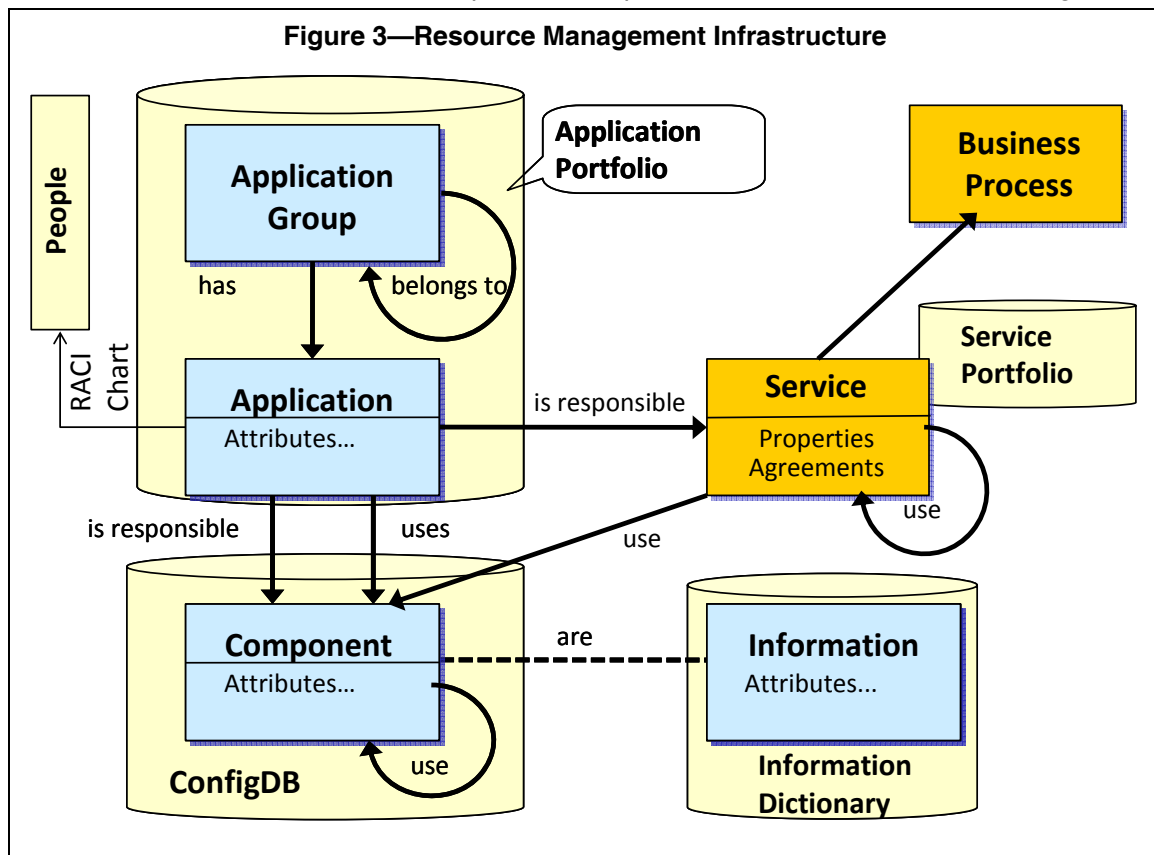 Figure 3—Resource Management Infrastructure
People
RACI
Chart
Application
Group
has
belongs to
Application
Portfolio
Business
Process
Service
Portfolio
Application
Attributes...
is responsible
Service
Properties
Agreements
use
is responsible
uses
use
Component
Attributes...
use
ConfigDB
are
Information
Attributes...
Information
Dictionary